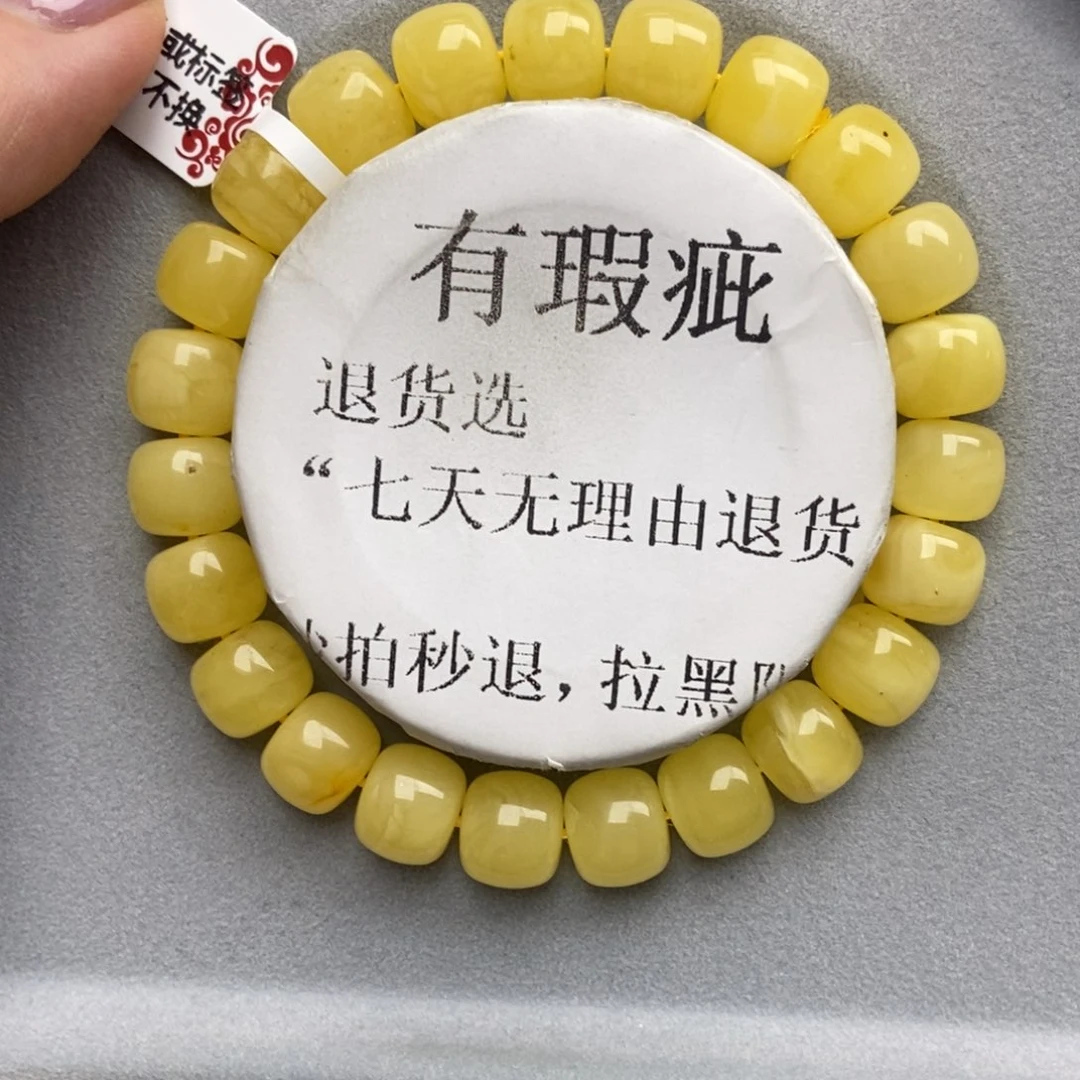 或标签
不换
有瑕疵
退货选
“七天无理由退货
拍秒退，拉黑